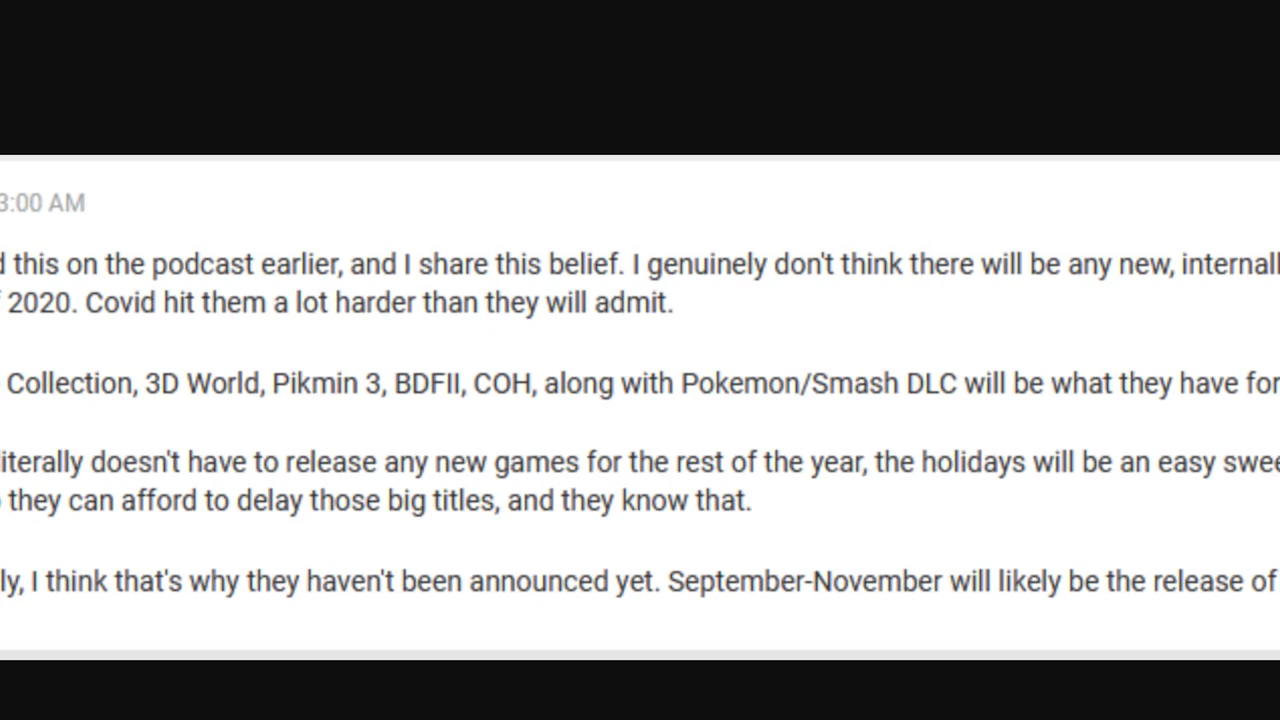 3:00 AM
this on the podcast earlier, and I share this belief. I genuinely don't think there will be any new,
2020. Covid hit them a lot harder than they will admit.
Collection, 3D World, Pikmin 3, BDFII, COH, along with Pokemon/Smash DLC will be what they have for
literally doesn't have to release any new games for the rest of the year, the holidays will be an easy
they can afford to delay those big titles, and they know that.
I think that's why they haven't been announced yet. September-November will likely be the release of